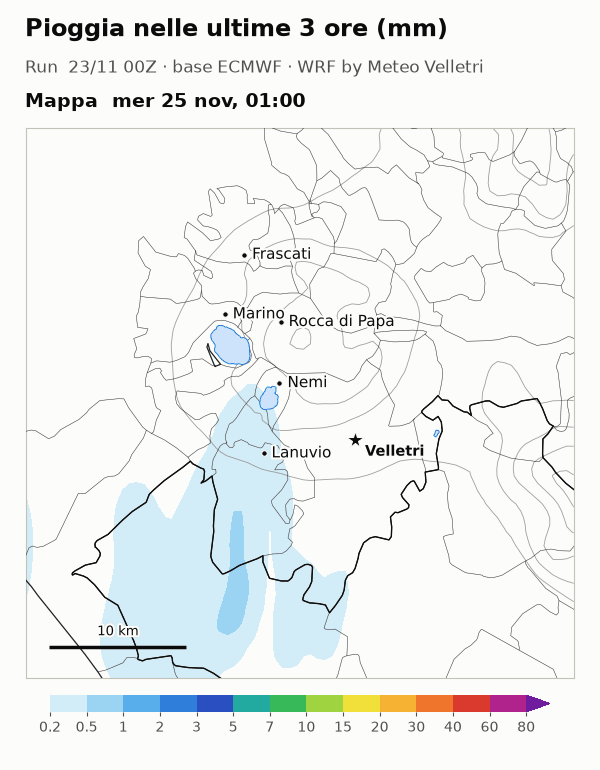 Pioggia nelle ultime 3 ore (mm)
Run  23/11 00Z · base ECMWF · WRF by Meteo Velletri
Mappa  mer 25 nov, 01:00
Frascati
Marino
Rocca di Papa
Nemi
Velletri
Lanuvio
10 km
0.2 0.5 1 2 3 5 7 10 15 20 30 40 60 80